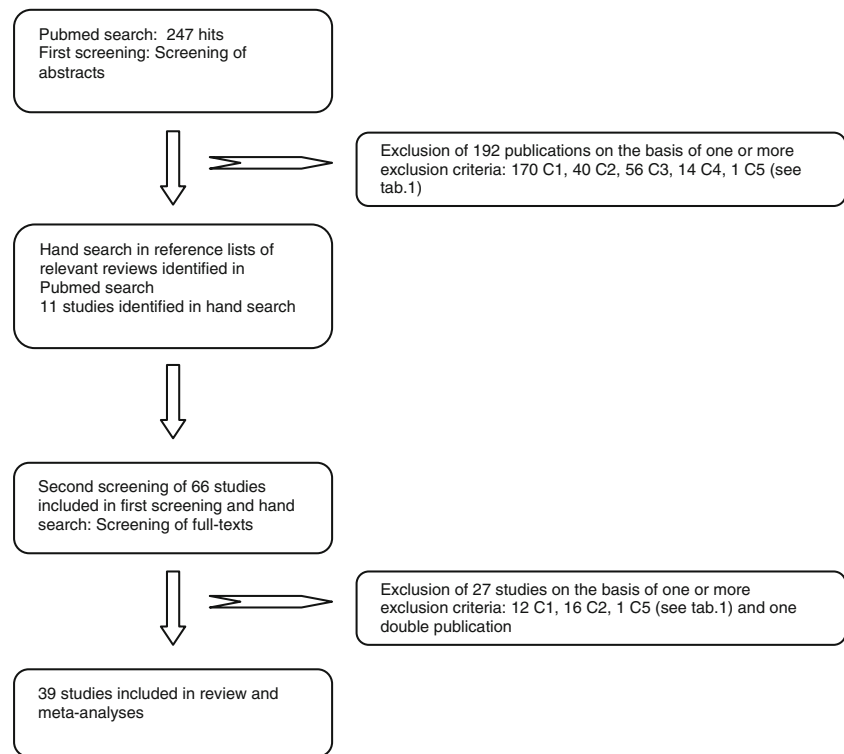 Pubmed search:  247 hits
First screening: Screening of
abstracts
Exclusion of 192 publications on the basis of one or more
exclusion criteria: 170 C1, 40 C2, 56 C3, 14 C4, 1 C5 (see
tab.1)
Hand search in reference lists of
relevant reviews identified in
Pubmed search
11 studies identified in hand search
Second screening of 66 studies
included in first screening and hand
search: Screening of full-texts
Exclusion of 27 studies on the basis of one or more
exclusion criteria: 12 C1, 16 C2, 1 C5 (see tab.1) and one
double publication
39 studies included in review and
meta-analyses